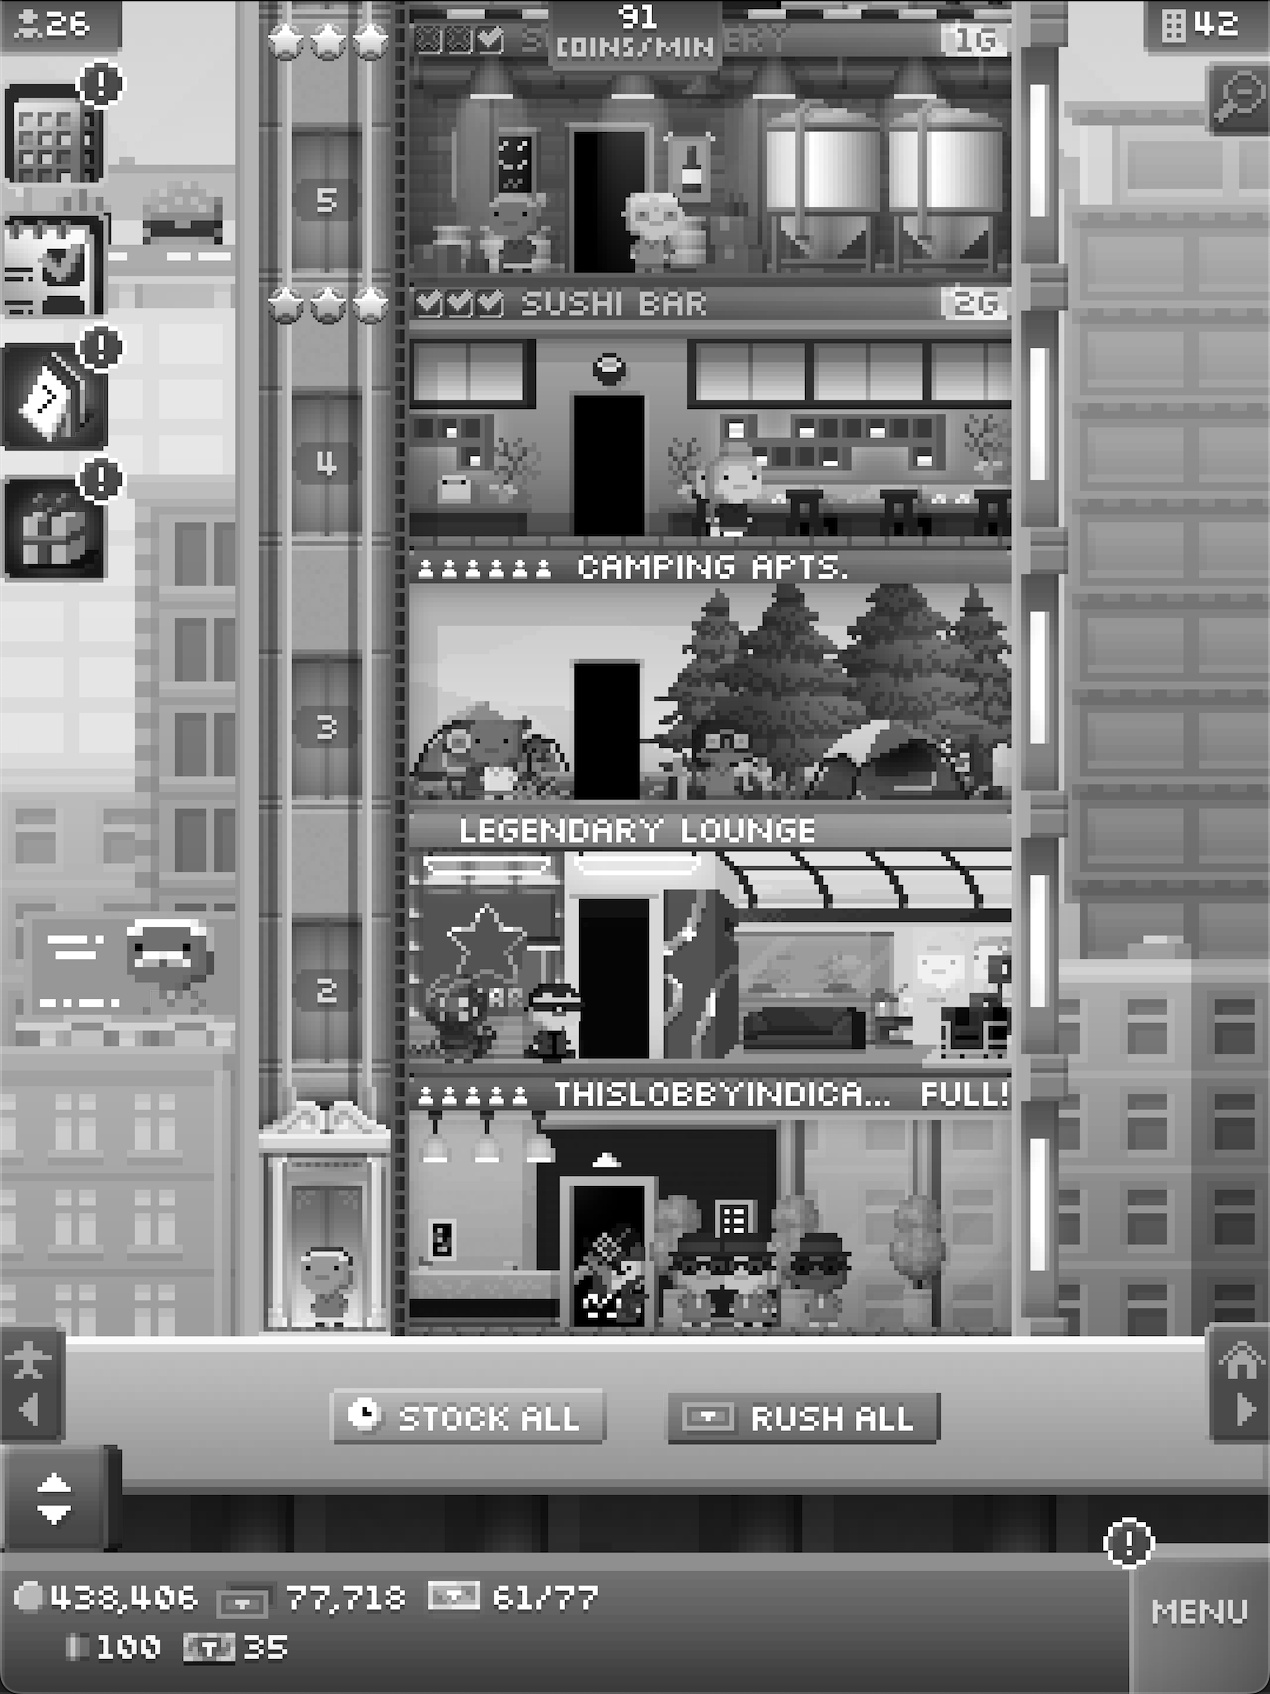 26
91
COINS/MIN
1G
42
5
SUSHI BAR
2G
4
CAMPING APTS.
3
LEGENDARY LOUNGE
2
THISLOBBYINDICA... FULL!
STOCK ALL
RUSH ALL
438,406
77,718
61/77
100
35
MENU